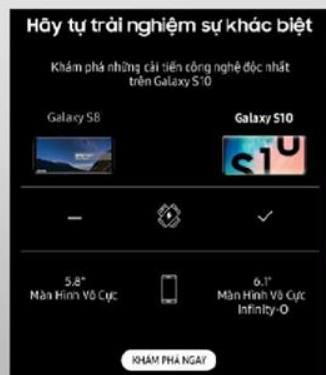 Hãy tự trải nghiệm sự khác biệt
Khám phá những cải tiến công nghệ độc nhất
trên Galaxy S10
Galaxy S8
Galaxy S10
S10
5.8"
Màn Hình Vô Cực
6.1"
Màn Hình Vô Cực
Infinity-O
KHÁM PHÁ NGAY